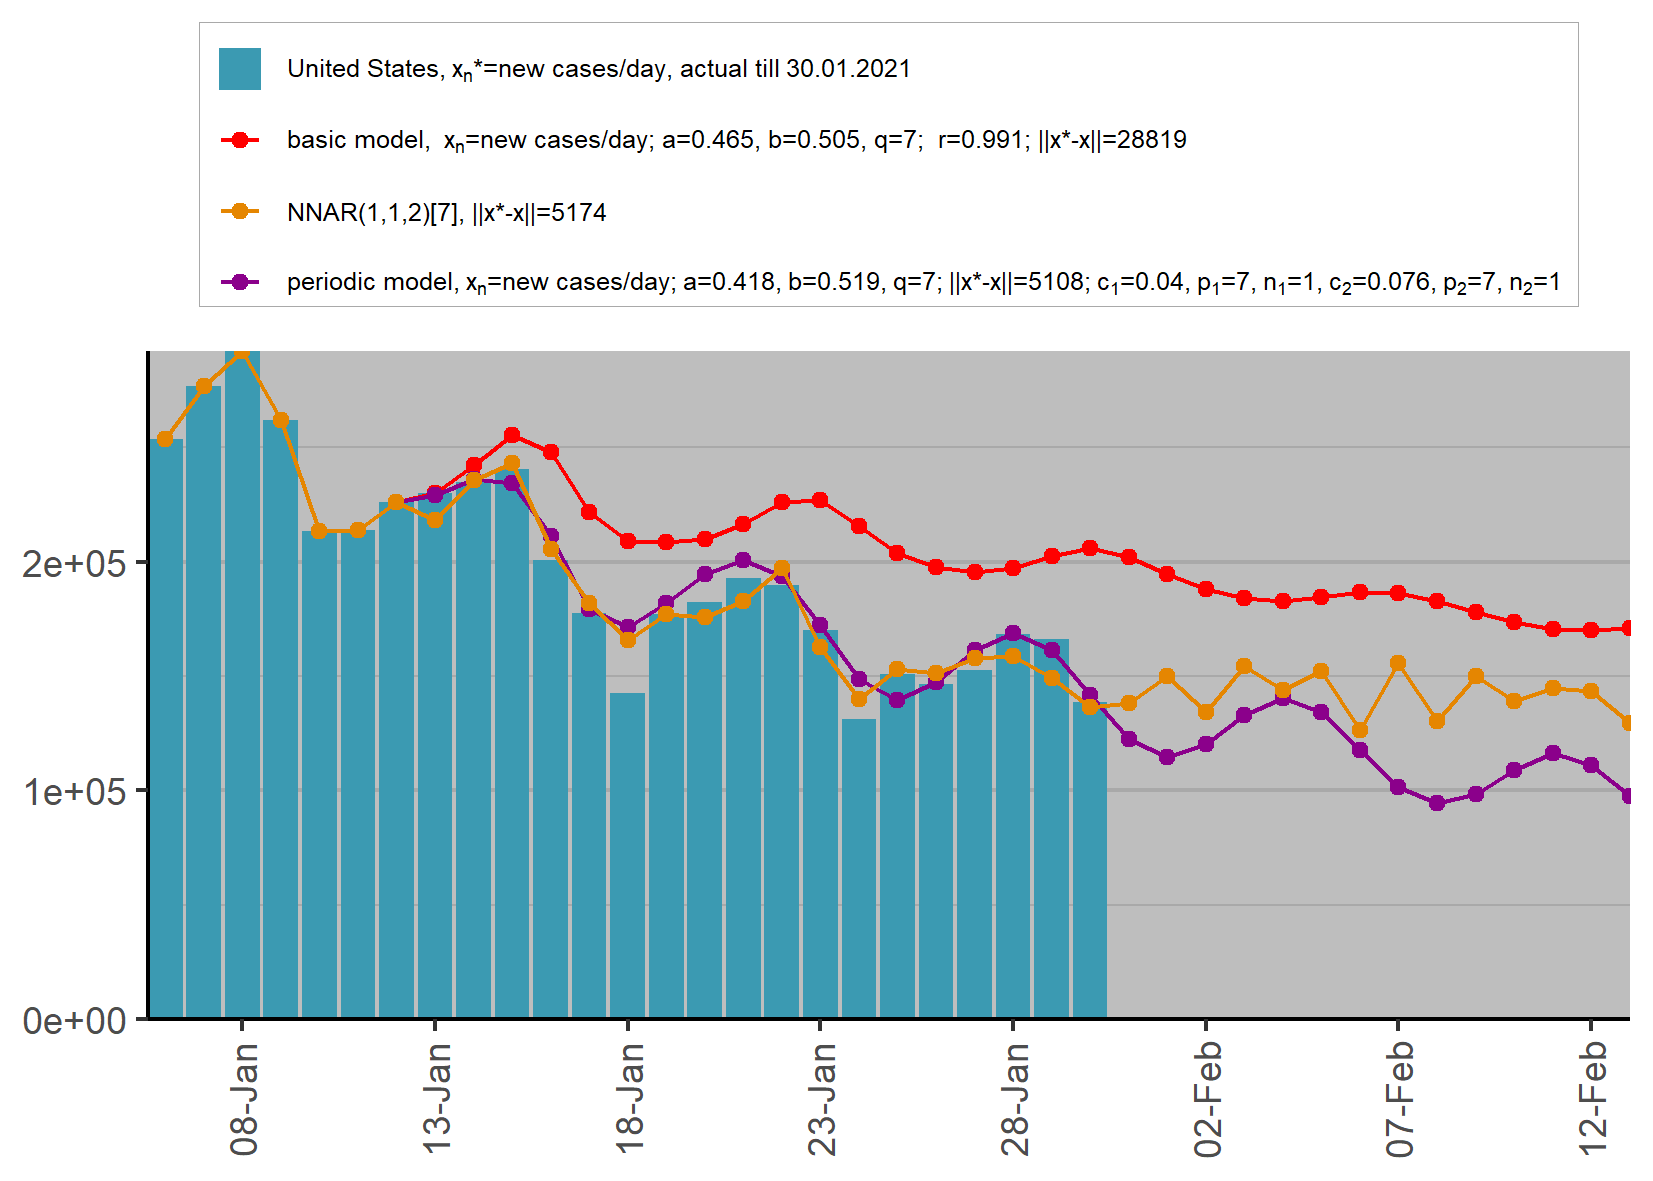 United States, xn*=new cases/day, actual till 30.01.2021
basic model,  xn=new cases/day; a=0.465, b=0.505, q=7;  r=0.991; ||x*-x||=28819
NNAR(1,1,2)[7], ||x*-x||=5174
periodic model, xn=new cases/day; a=0.418, b=0.519, q=7; ||x*-x||=5108; c1=0.04, p1=7, n1=1, c2=0.076, p2=7, n2=1
2e+05
1e+05
0e+00
08-Jan
13-Jan
18-Jan
23-Jan
28-Jan
02-Feb
07-Feb
12-Feb